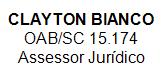 CLAYTON BIANCO
OAB/SC 15.174
Assessor Jurídico